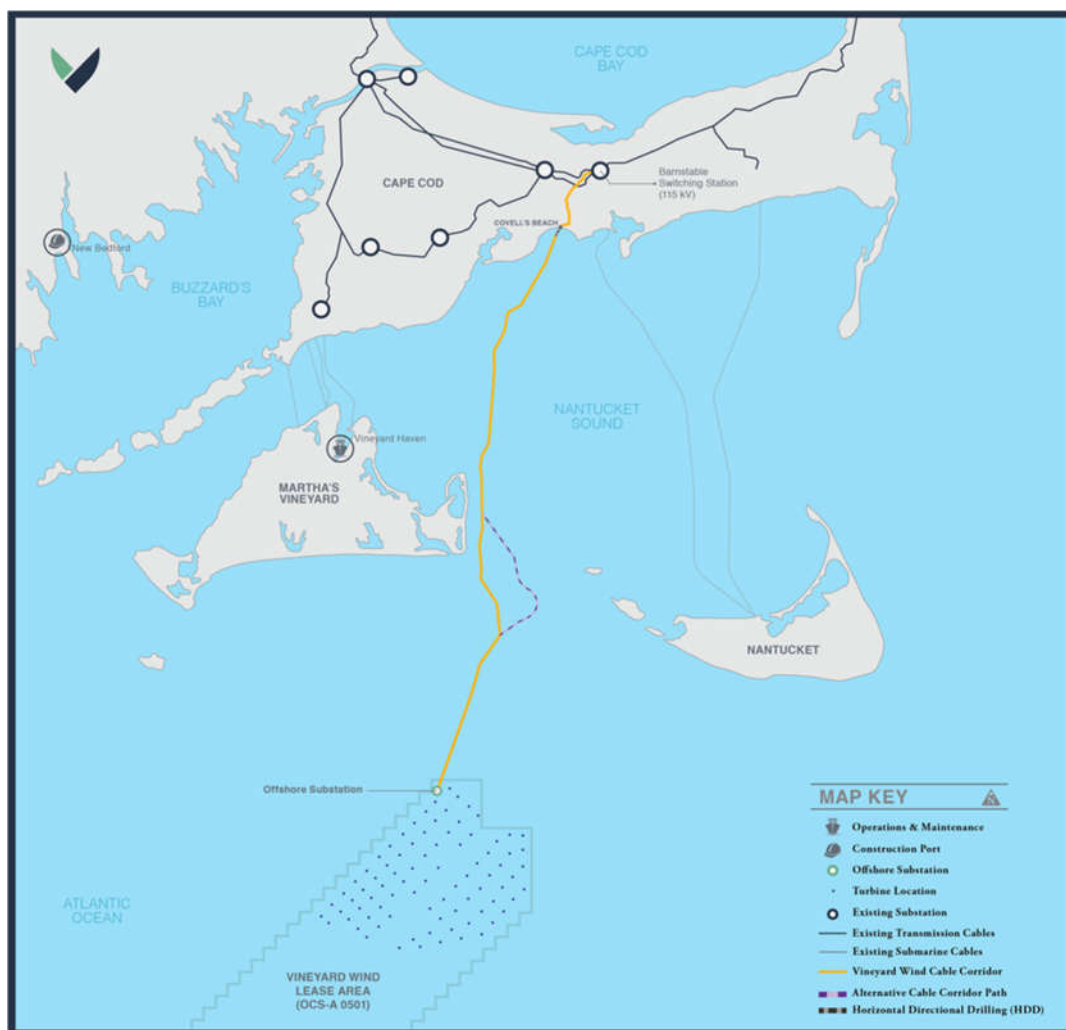 CAPE COD
BAY
CAPE COD
Barnstable
Switching Station
(115 kV)
COVELL'S BEACH
New Bedford
BUZZARD'S
BAY
NANTUCKET
SOUND
Vineyard Haven
MARTHA'S
VINEYARD
NANTUCKET
Offshore Substation
ATLANTIC
OCEAN
VINEYARD WIND
LEASE AREA
(OCS-A 0501)
MAP KEY
N
Operations & Maintenance
Construction Port
Offshore Substation
Turbine Location
Existing Substation
Existing Transmission Cables
Existing Submarine Cables
Vineyard Wind Cable Corridor
Alternative Cable Corridor Path
Horizontal Directional Drilling (HDD)